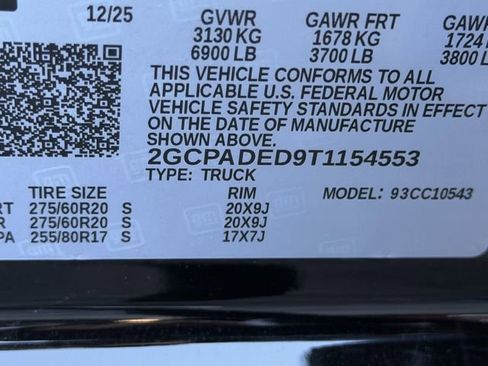 12/25 GVWR GAWR FRT GAWR
3130 KG 1678 KG 1724
6900 LB 3700 LB 3800 LB
THIS VEHICLE CONFORMS TO ALL
APPLICABLE U.S. FEDERAL MOTOR
VEHICLE SAFETY STANDARDS IN EFFECT
ON THE DATE OF MANUFACTURE
SHOWN ABOVE.
2GCPADED9T1154553
TYPE: TRUCK MODEL: 93CC10543
TIRE SIZE RIM
RT 275/60R20 S 20X9J
275/60R20 S 20X9J
PA 255/80R17 S 17X7J